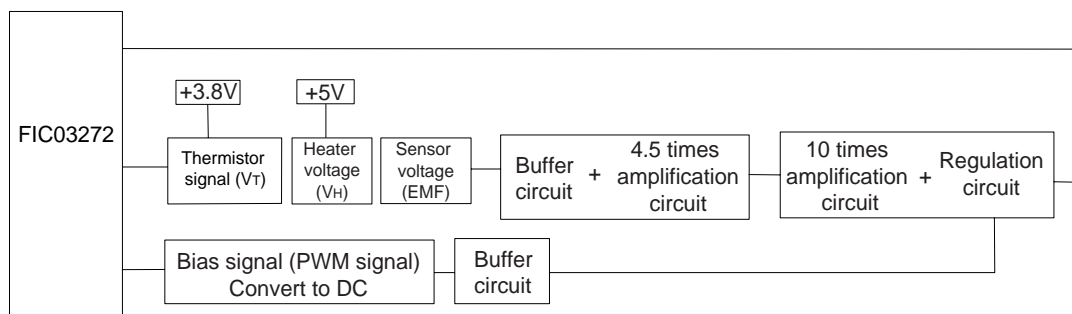 FIC03272
+3.8V
Thermistor
signal (VT)
+5V
Heater
voltage
(VH)
Sensor
voltage
(EMF)
Buffer
circuit
+
4.5 times
amplification
circuit
10 times
amplification
circuit
+
Regulation
circuit
Bias signal (PWM signal)
Convert to DC
Buffer
circuit